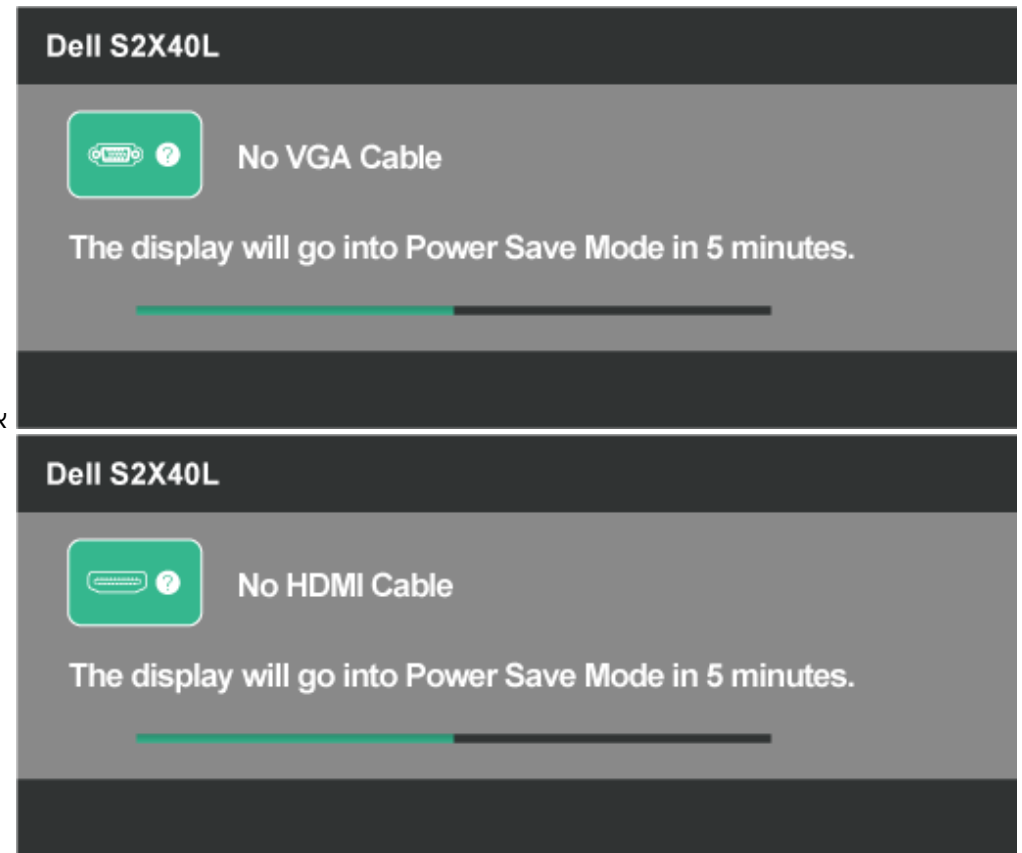 Dell S2X40L
? No VGA Cable
The display will go into Power Save Mode in 5 minutes.
Dell S2X40L
? No HDMI Cable
The display will go into Power Save Mode in 5 minutes.